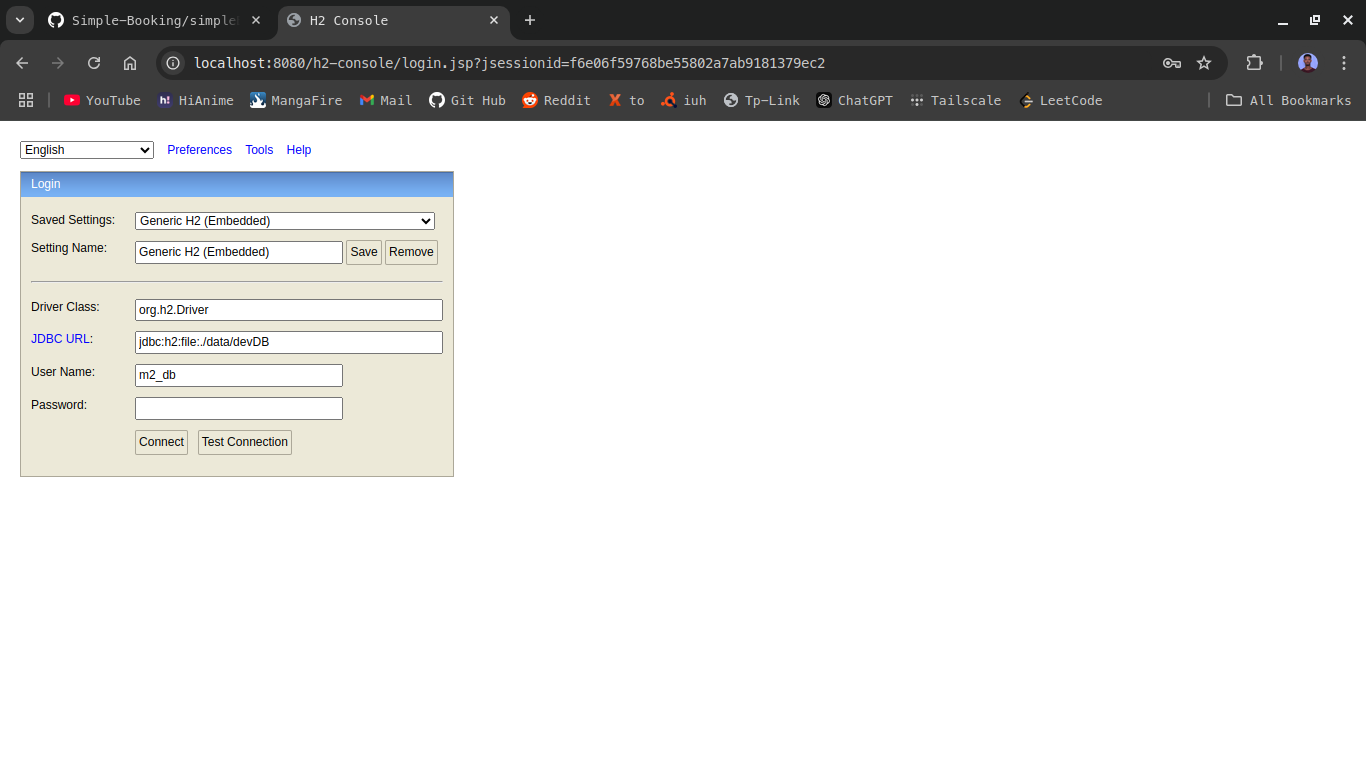 Simple-Booking/simple
H2 Console
localhost:8080/h2-console/login.jsp?jsessionid=f6e06f59768be55802a7ab9181379ec2
YouTube HiAnime MangaFire Mail Git Hub Reddit to iuh Tp-Link ChatGPT Tailscale LeetCode All Bookmarks
English Preferences Tools Help
Login
Saved Settings: Generic H2 (Embedded)
Setting Name: Generic H2 (Embedded) Save Remove
Driver Class: org.h2.Driver
JDBC URL: jdbc:h2:file:./data/devDB
User Name: m2_db
Password:
Connect Test Connection